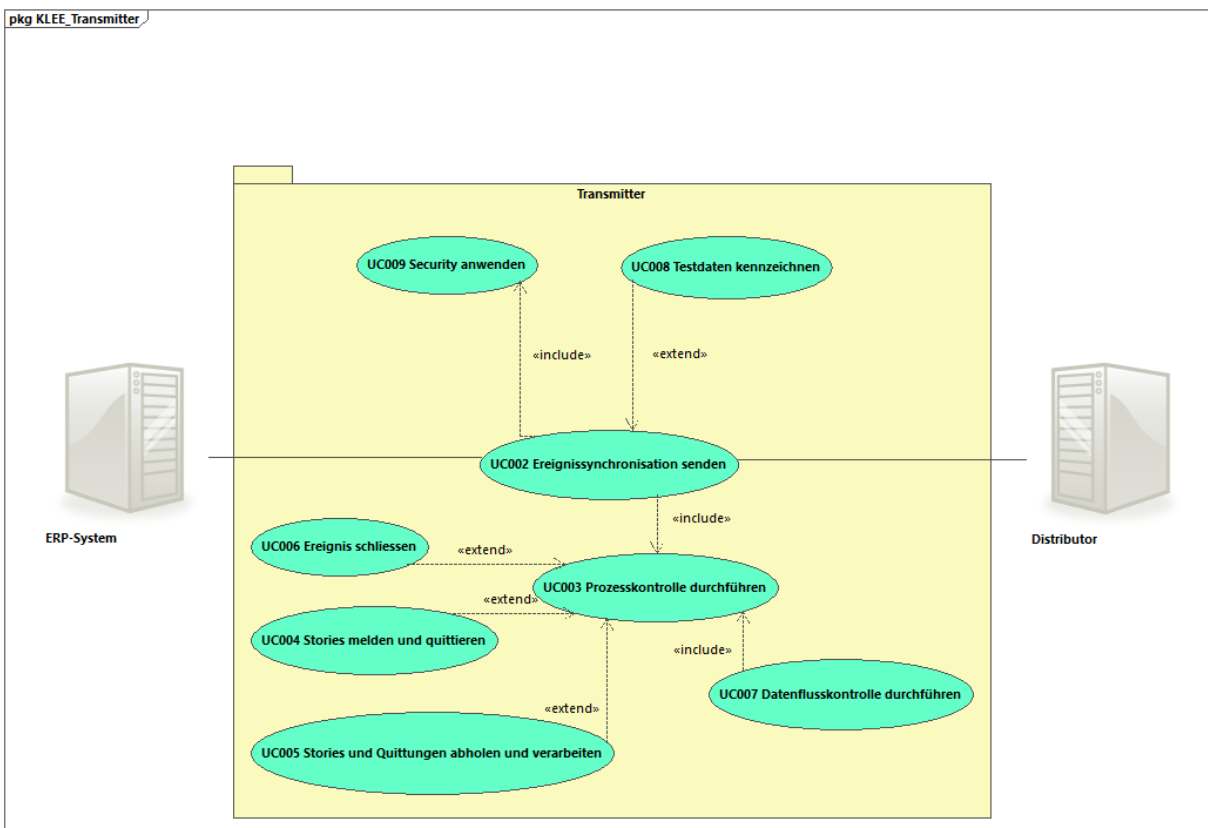 pkg KLEE_Transmitter
Transmitter
UC009 Security anwenden
UC008 Testdaten kennzeichnen
«include»
«extend»
UC002 Ereignissynchronisation senden
«include»
ERP-System
Distributor
UC006 Ereignis schliessen
«extend»
UC003 Prozesskontrolle durchführen
«extend»
UC004 Stories melden und quittieren
«include»
UC007 Datenflusskontrolle durchführen
«extend»
UC005 Stories und Quittungen abholen und verarbeiten